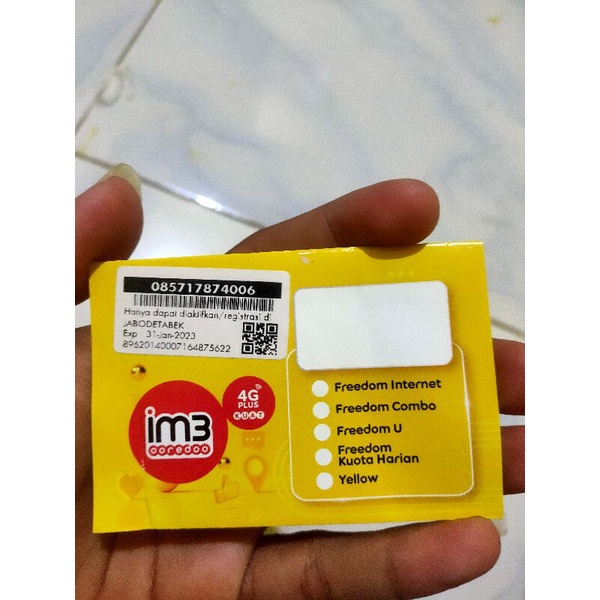 085717874006
Hanya dapat diaktifkan/registrasi di
JABODETABEK
Exp 31-Jan-2023
89620140007164875622
im3
ooredoo
4G
PLUS
KUAT
Freedom Internet
Freedom Combo
Freedom U
Freedom
Kuota Harian
Yellow